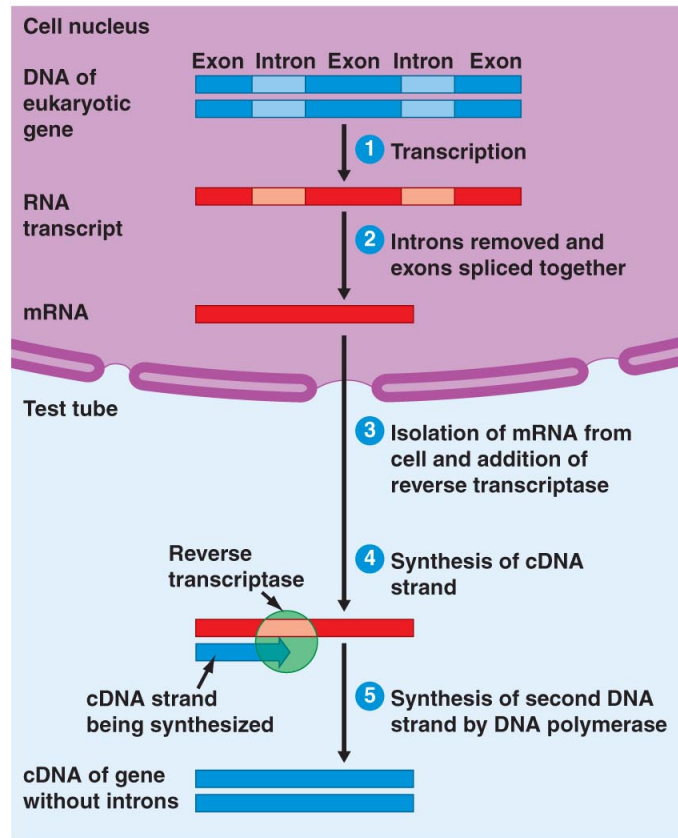 Cell nucleus
Exon Intron Exon Intron Exon
DNA of
eukaryotic
gene
1 Transcription
RNA
transcript
2 Introns removed and
exons spliced together
mRNA
Test tube
3 Isolation of mRNA from
cell and addition of
reverse transcriptase
Reverse
transcriptase
4 Synthesis of cDNA
strand
cDNA strand
being synthesized
5 Synthesis of second DNA
strand by DNA polymerase
cDNA of gene
without introns